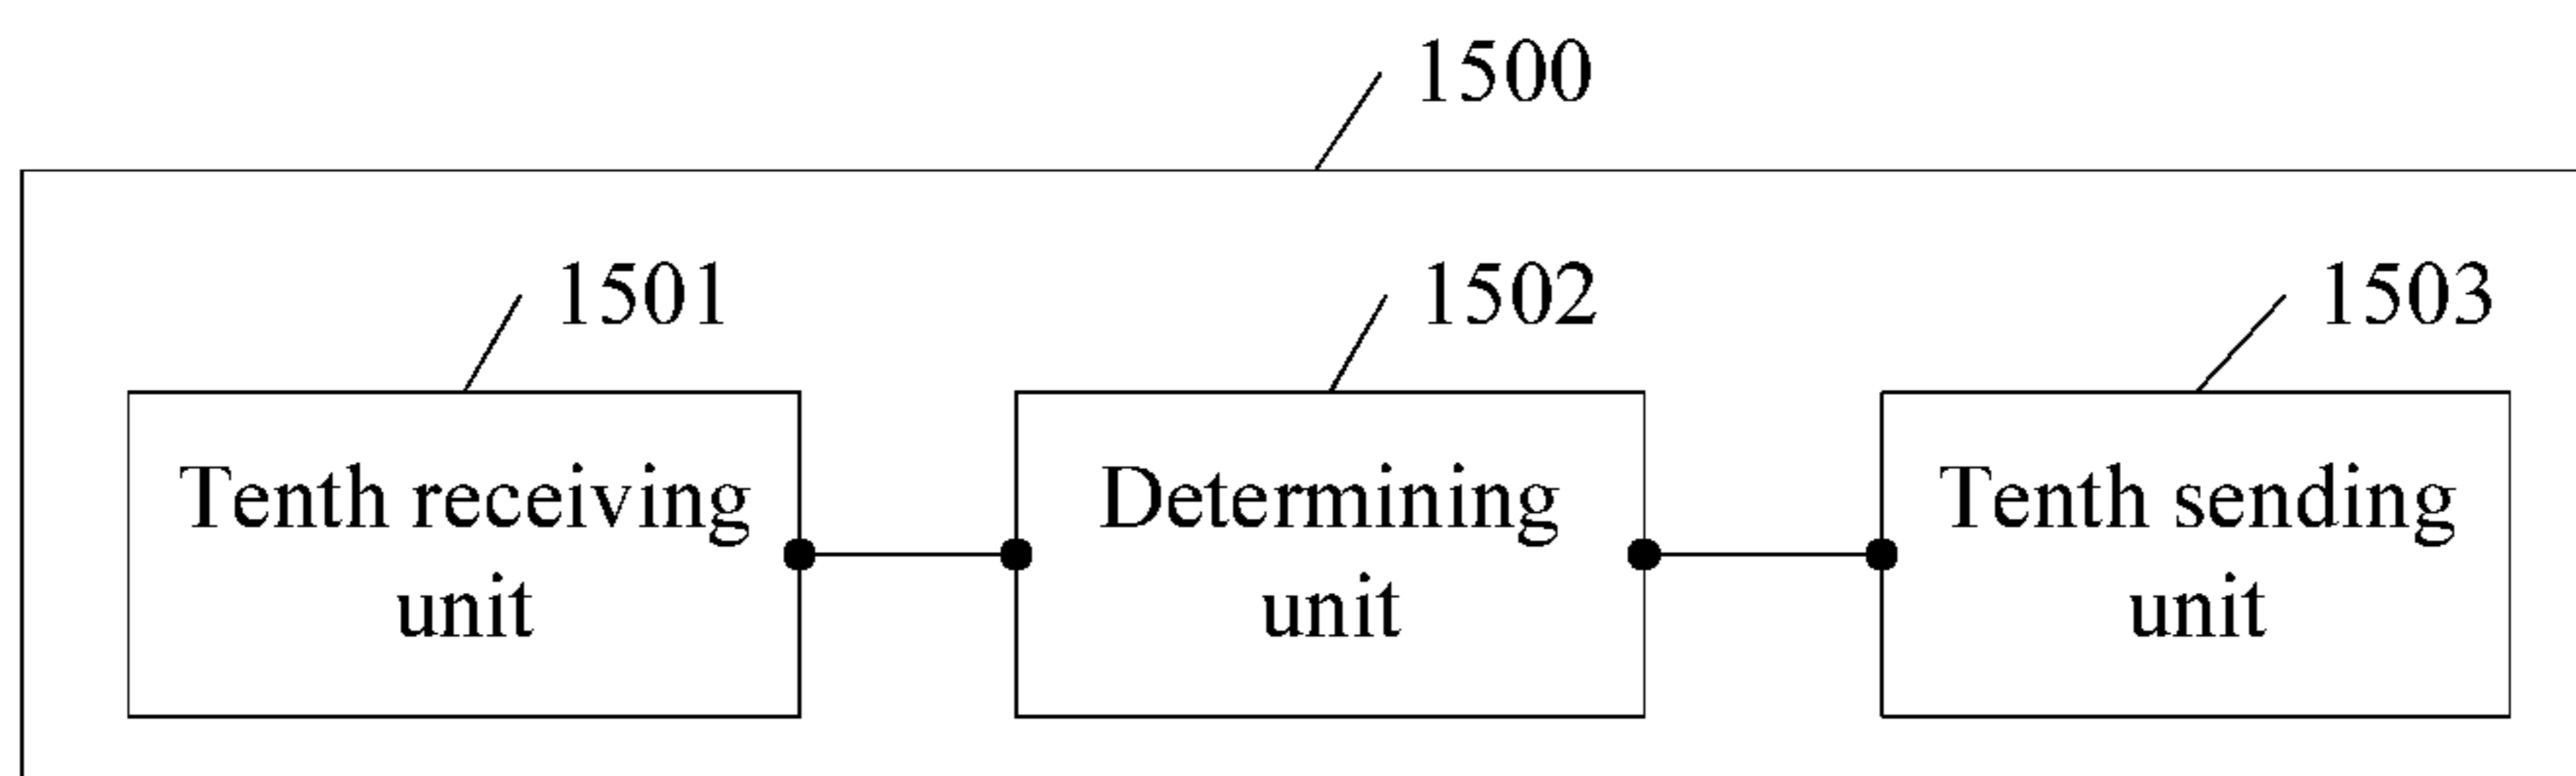 1500
1501
1502
1503
Tenth receiving
unit
Determining
unit
Tenth sending
unit